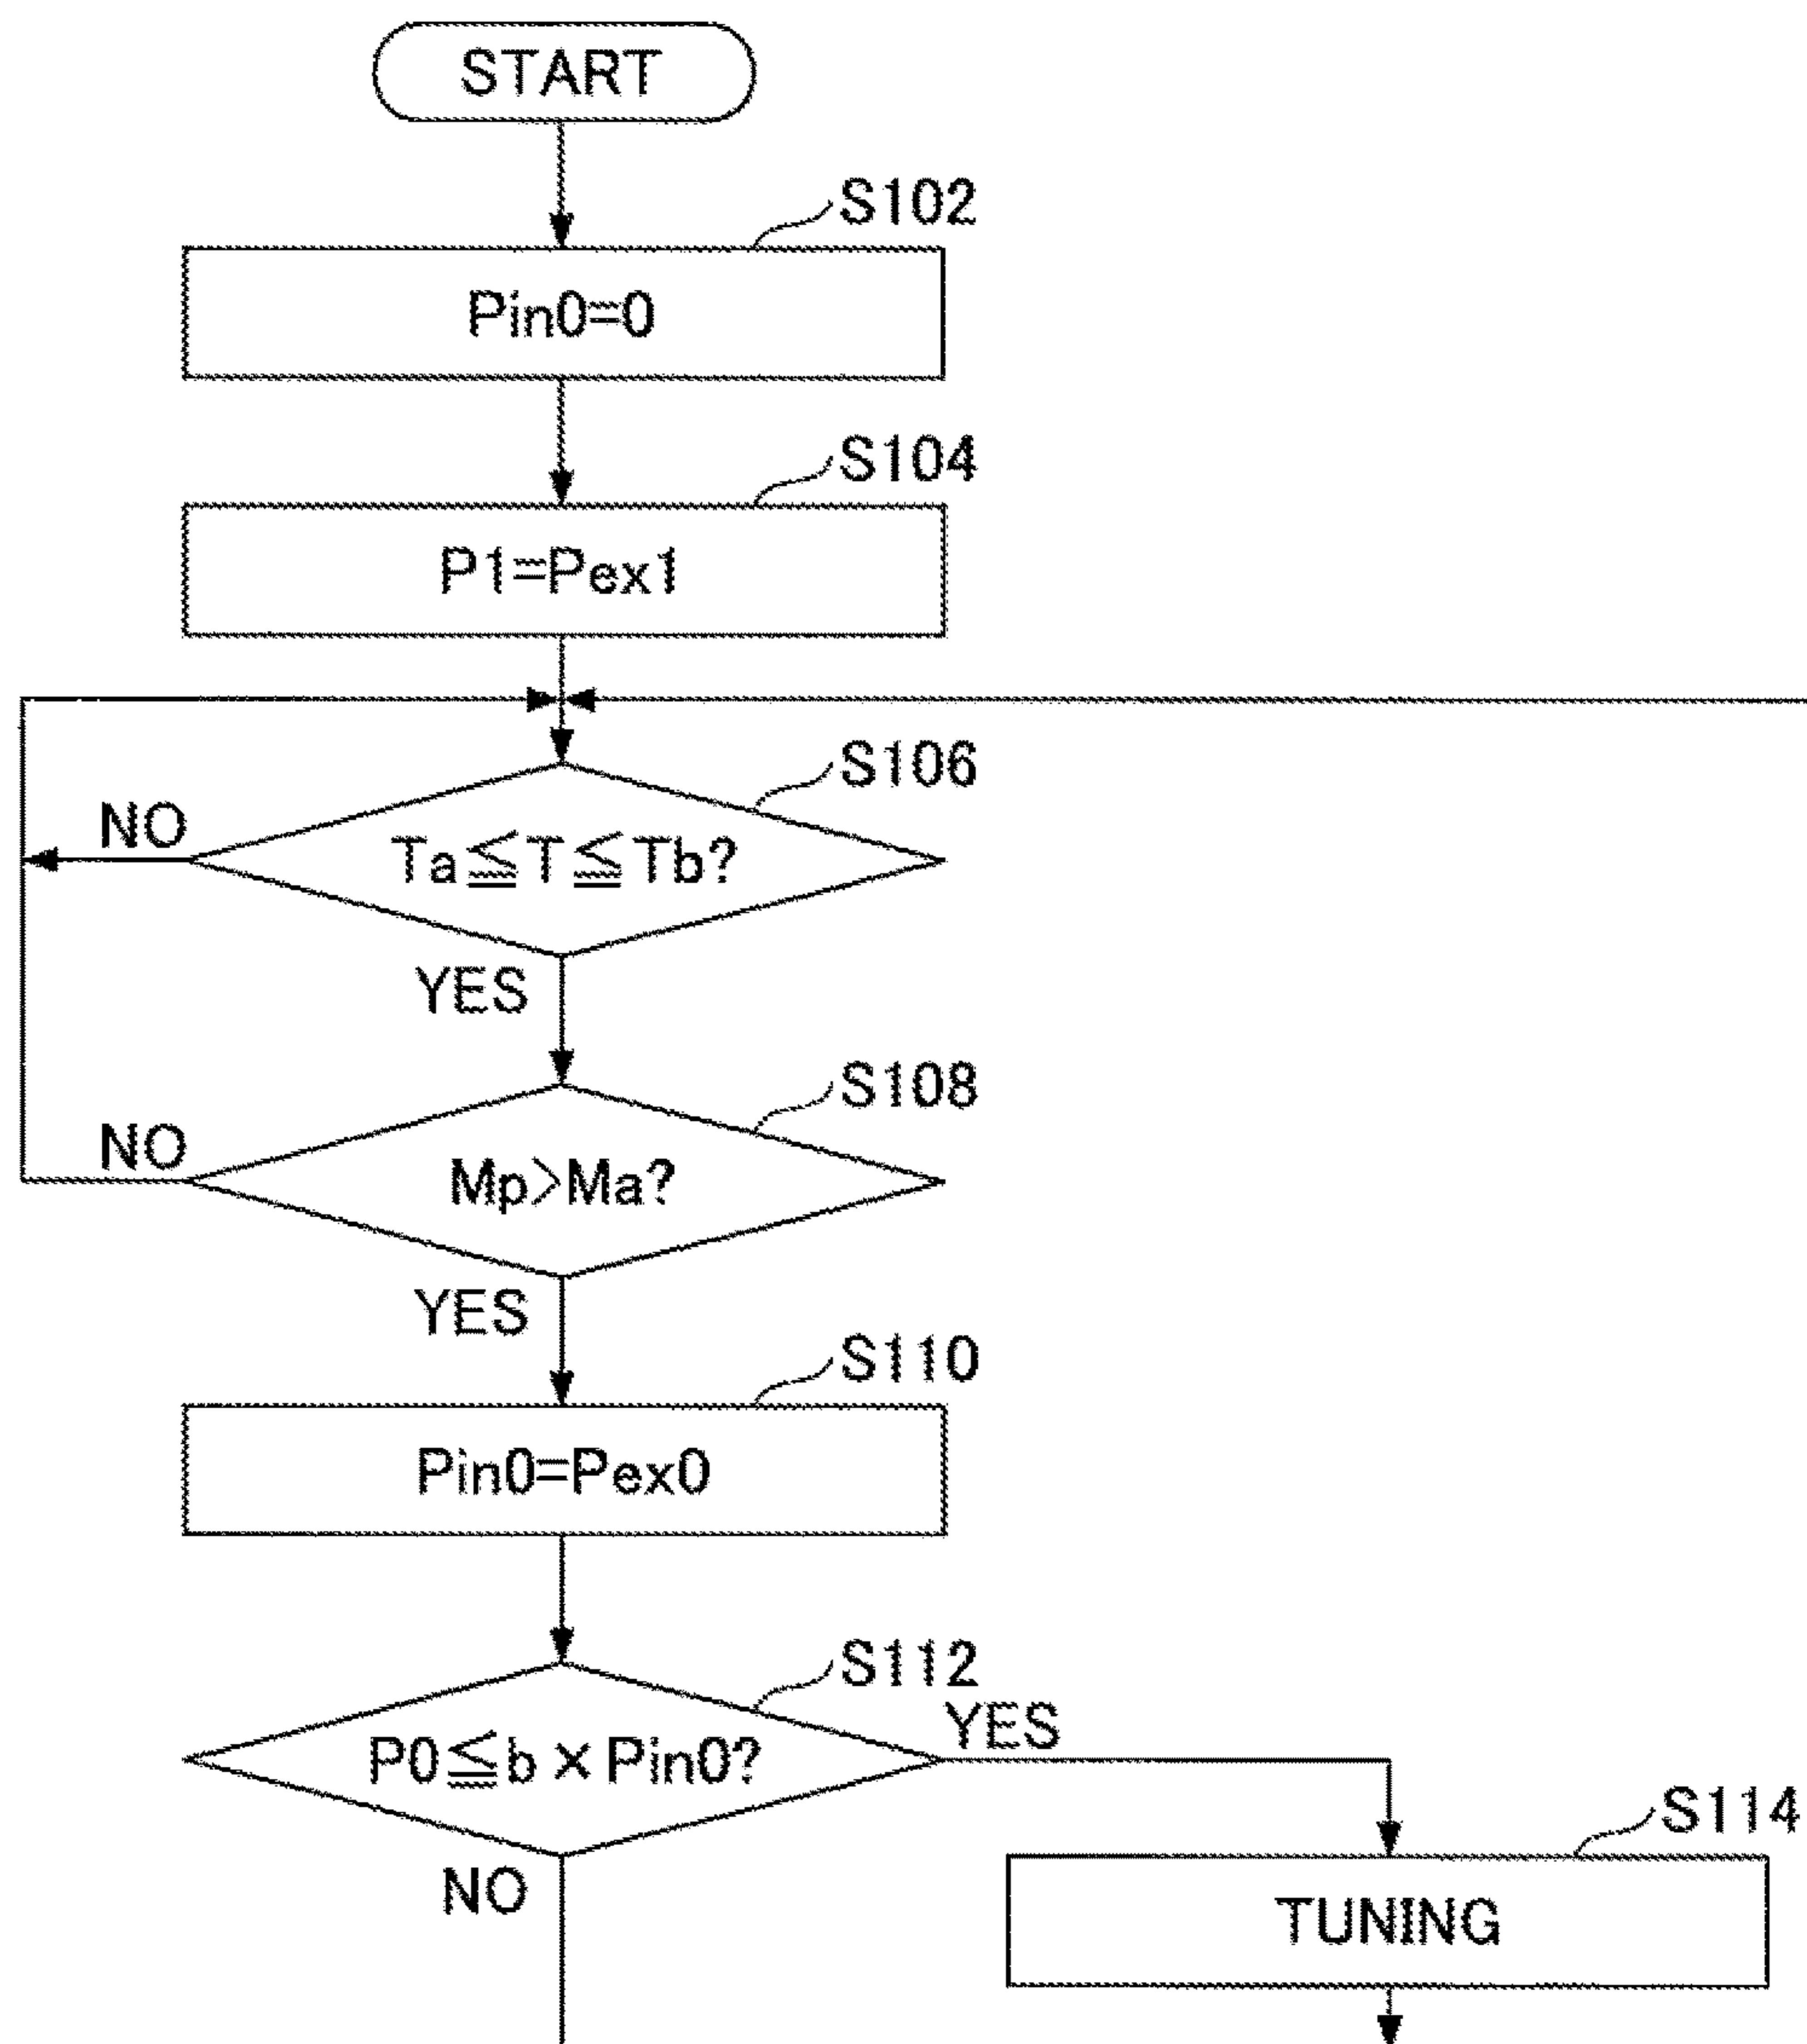 START
S102
Pin0=0
S104
P1=Pex1
S106
NO
Ta≦T≦Tb?
YES
S108
NO
Mp>Ma?
YES
S110
Pin0=Pex0
S112
YES
P0≦b×Pin0?
S114
NO
TUNING